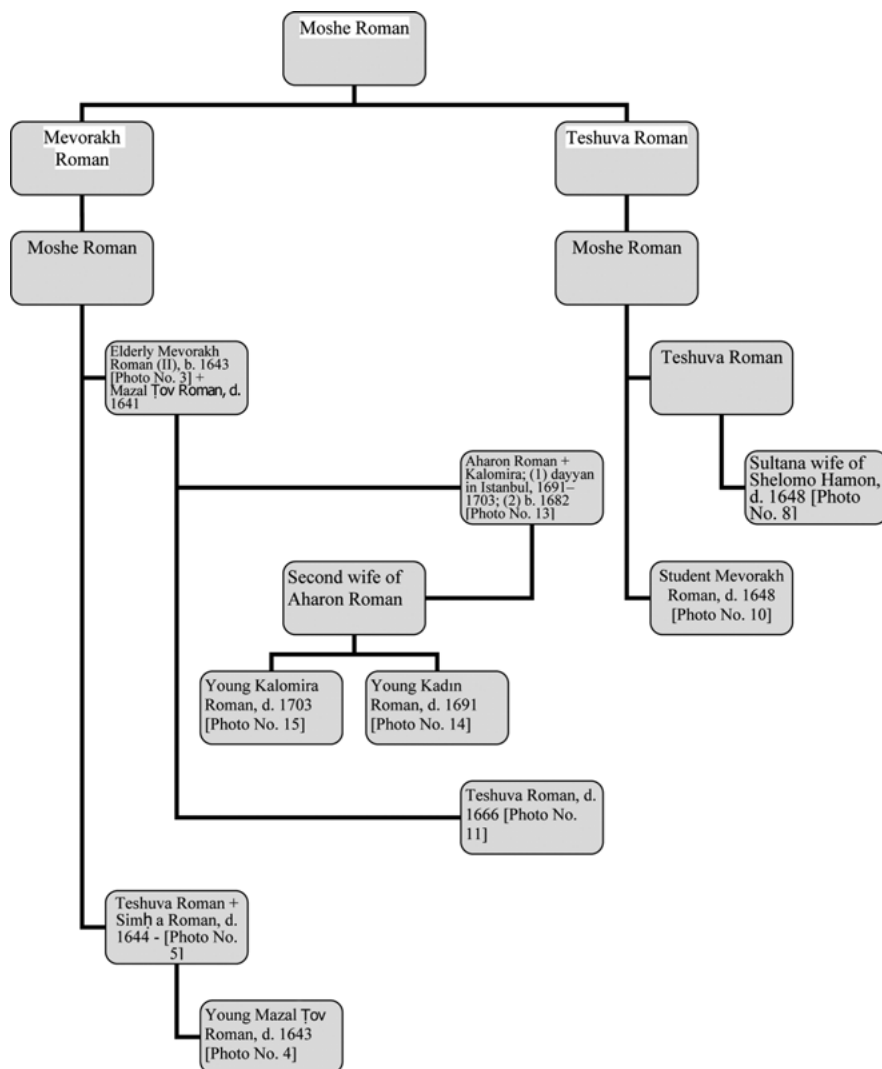 Moshe Roman
Mevorakh
Roman
Teshuva Roman
Moshe Roman
Moshe Roman
Elderly Mevorakh
Roman (II), b. 1643
[Photo No. 3] +
Mazal Ṭov Roman, d.
1641
Teshuva Roman
Aharon Roman +
Kalomira; (1) dayyan
in Istanbul, 1691–
1703; (2) b. 1682
[Photo No. 13]
Sultana wife of
Shelomo Hamon,
d. 1648 [Photo
No. 8]
Second wife of
Aharon Roman
Student Mevorakh
Roman, d. 1648
[Photo No. 10]
Young Kalomira
Roman, d. 1703
[Photo No. 15]
Young Kadın
Roman, d. 1691
[Photo No. 14]
Teshuva Roman, d.
1666 [Photo No.
11]
Teshuva Roman +
Simḥ a Roman, d.
1644 - [Photo No.
5]
Young Mazal Ṭov
Roman, d. 1643
[Photo No. 4]